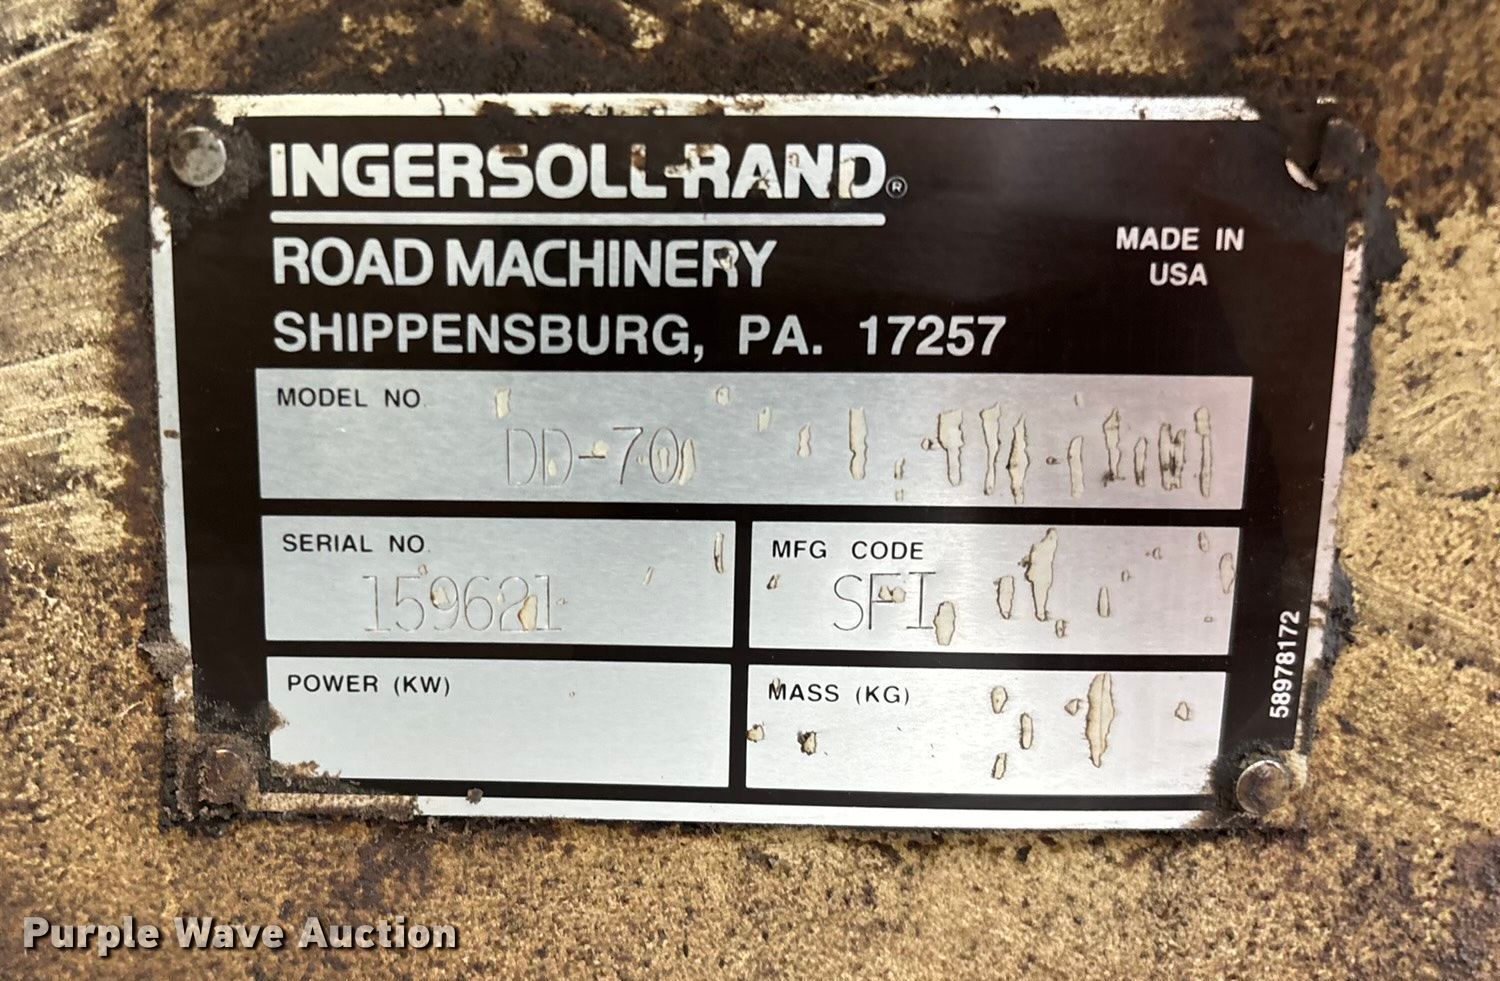 INGERSOLL-RAND®
ROAD MACHINERY
SHIPPENSBURG, PA. 17257
MADE IN
USA
MODEL NO.
DD-70
SERIAL NO.
159621
MFG CODE
SFI
POWER (KW)
MASS (KG)
58978172
Purple Wave Auction